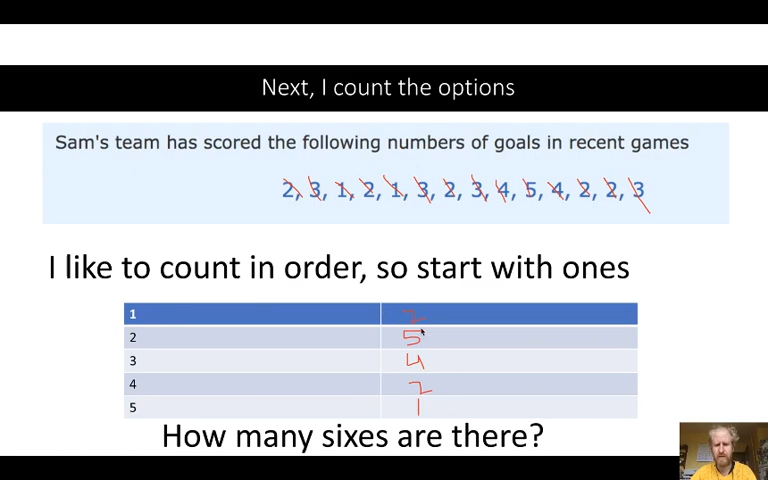 Next, I count the options
Sam's team has scored the following numbers of goals in recent games
2, 3, 1, 2, 1, 3, 2, 3, 4, 5, 4, 2, 2, 3
I like to count in order, so start with ones
1 2
2 5
3 4
4 2
5 1
How many sixes are there?